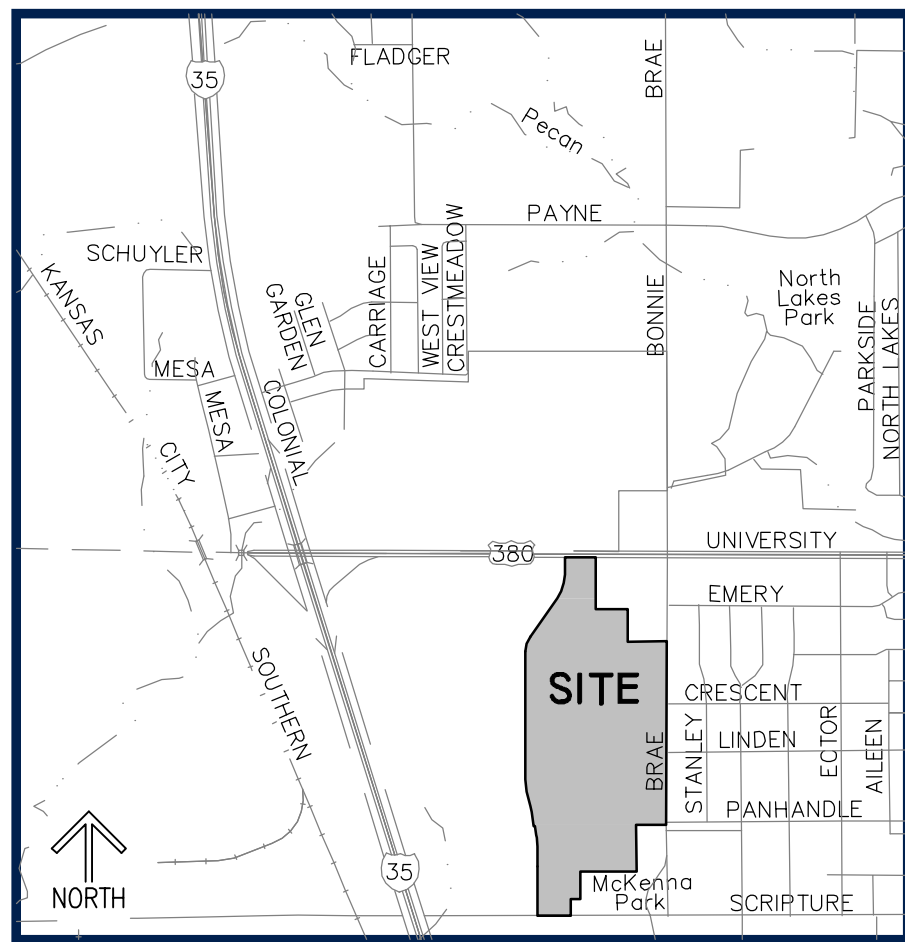 35
FLADGER
BRAE
Pecan
PAYNE
SCHUYLER
KANSAS
GLEN
GARDEN
CARRIAGE
WEST VIEW
CRESTMEADOW
BONNIE
North
Lakes
Park
PARKSIDE
NORTH LAKES
MESA
MESA
COLONIAL
CITY
380
UNIVERSITY
EMERY
SOUTHERN
SITE
CRESCENT
BRAE
STANLEY
LINDEN
ECTOR
AILEEN
PANHANDLE
35
NORTH
McKenna
Park
SCRIPTURE